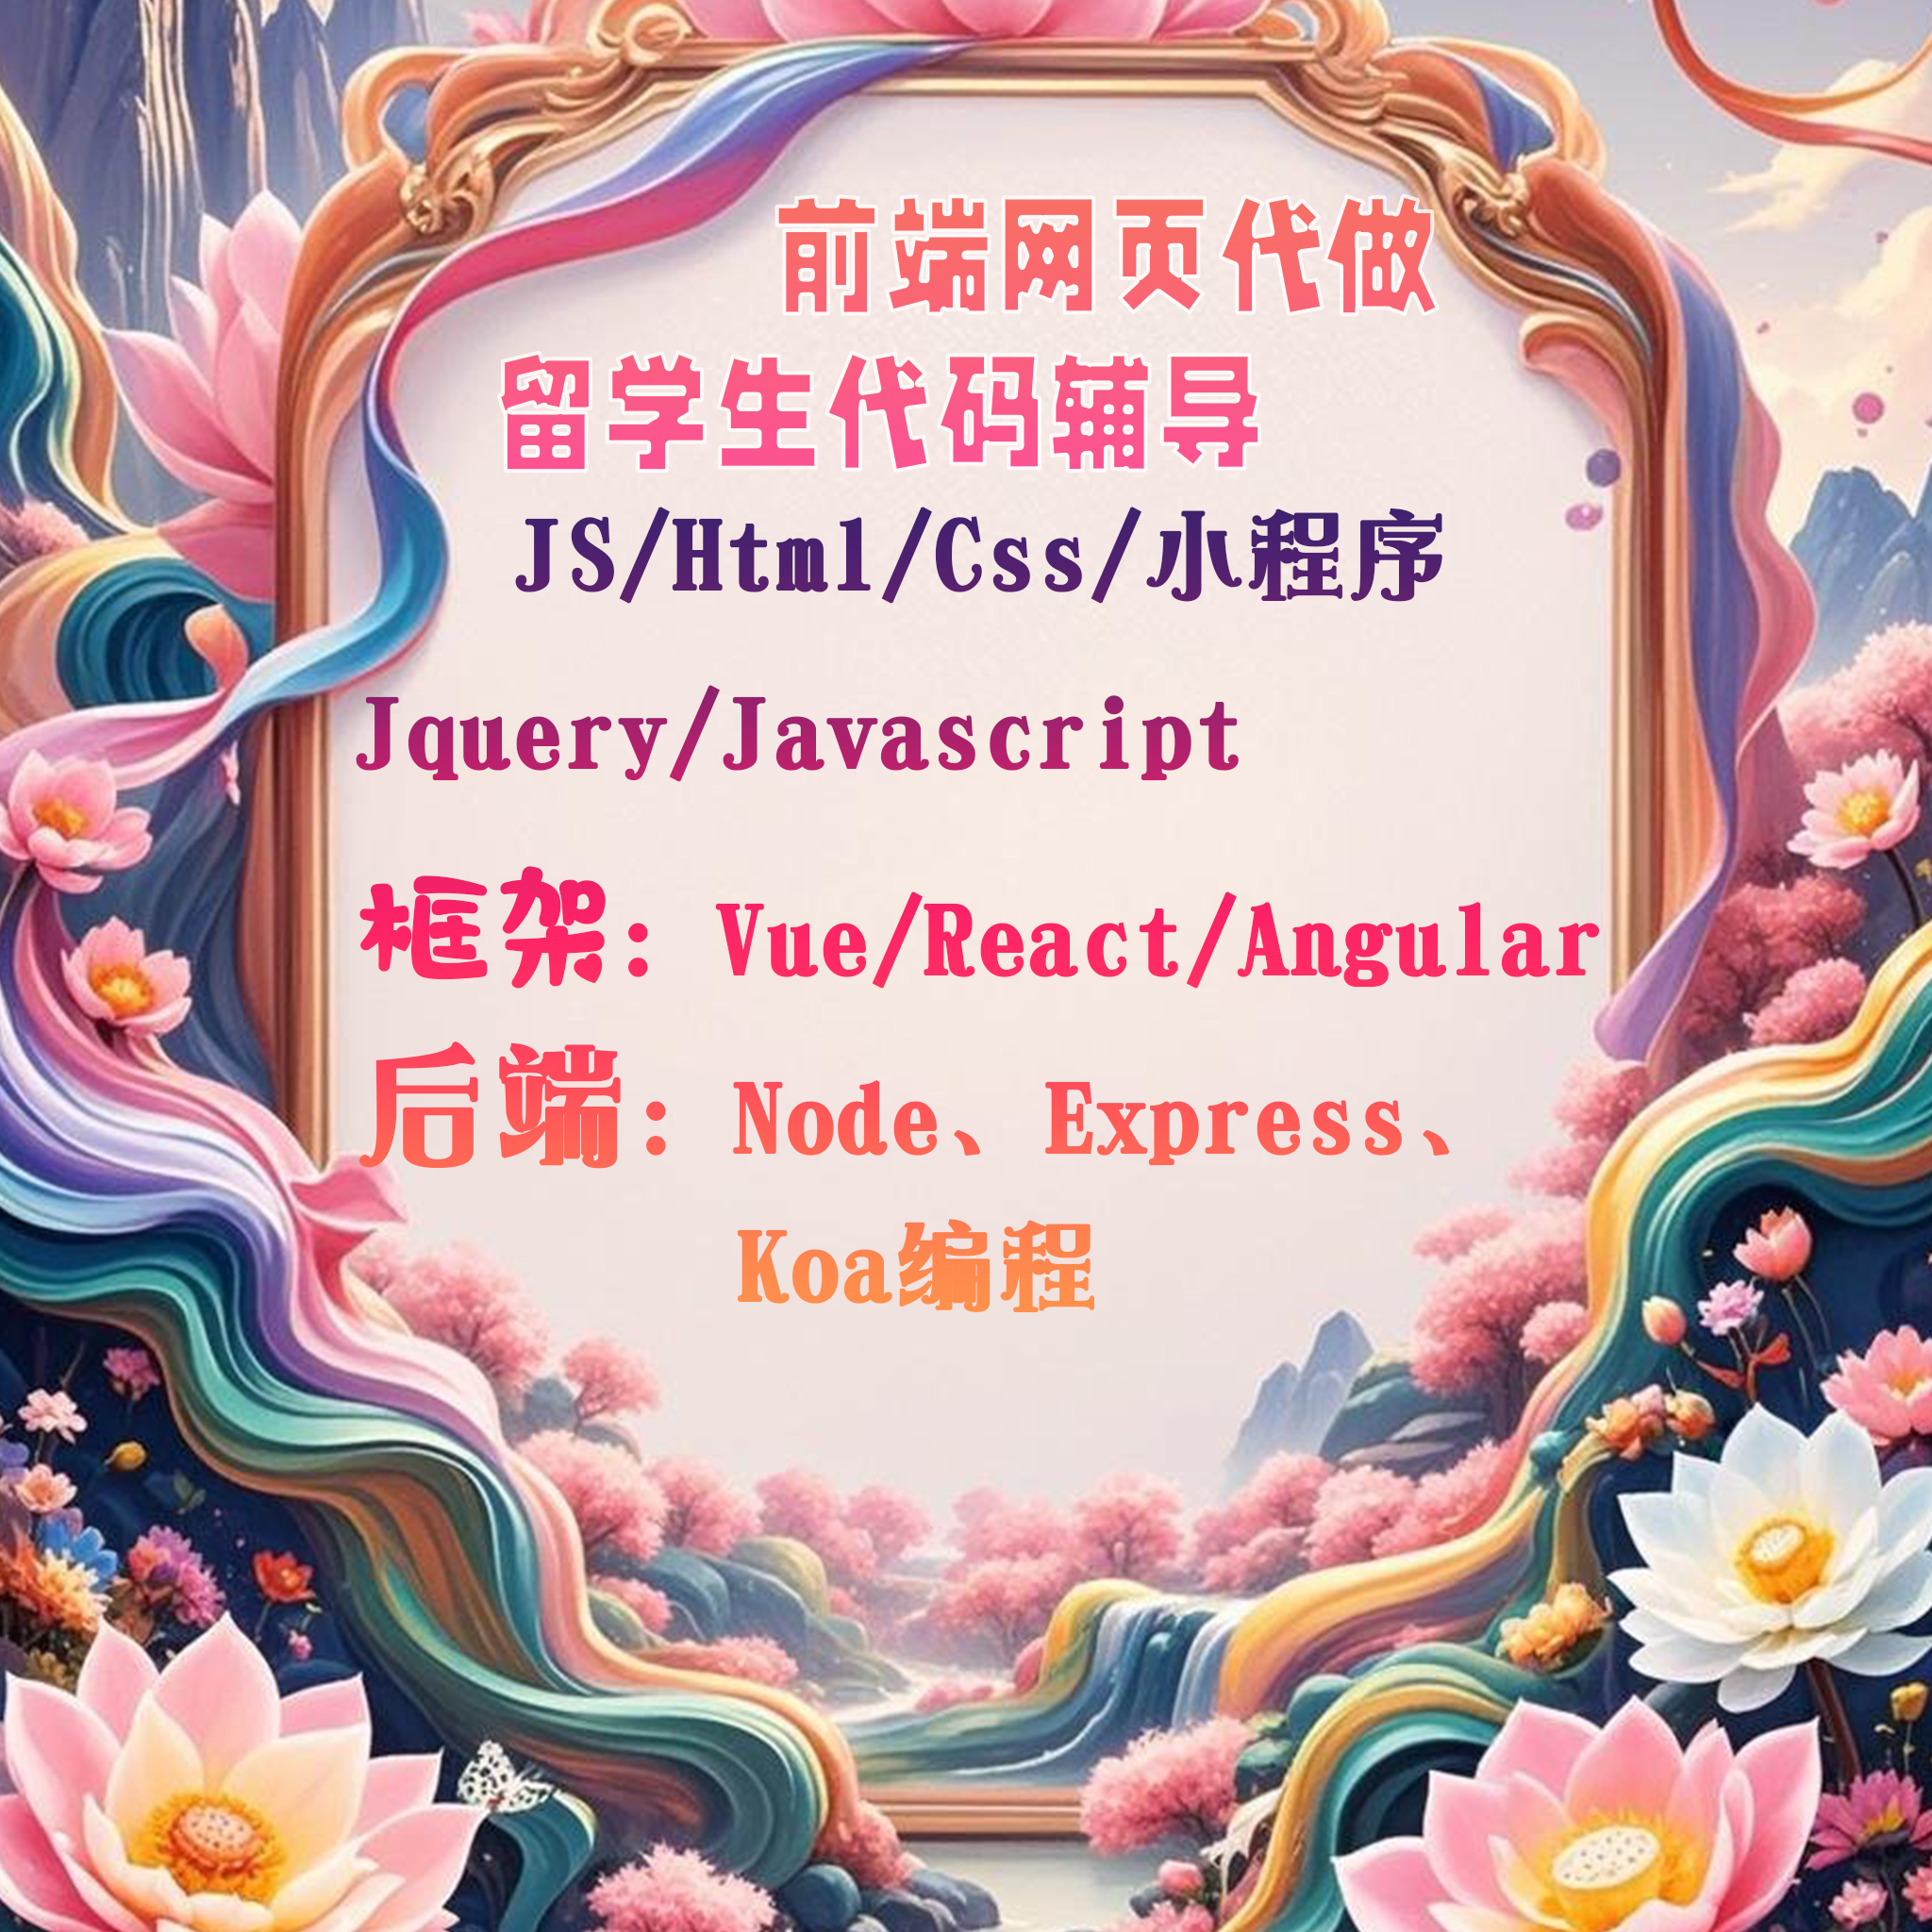 前端网页代做
留学生代码辅导
JS/Html/Css/小程序
Jquery/Javascript
框架：Vue/React/Angular
后端：Node、Express、
Koa编程